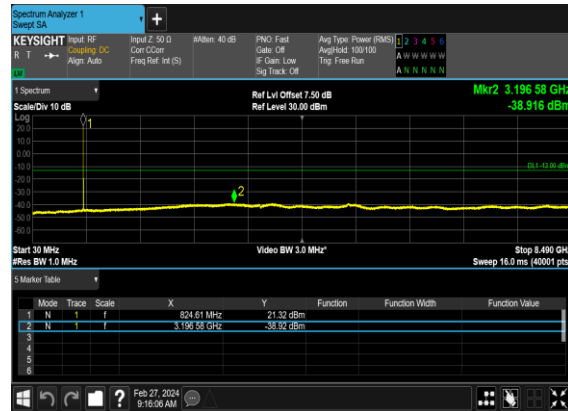 Spectrum Analyzer 1
Swept SA
+
KEYSIGHT Input: RF Input Z: 50 Ω #Atten: 40 dB PNO: Fast Avg Type: Power (RMS) 1 2 3 4 5 6
R T Coupling: DC Corr CCorr Gate: Off Avg|Hold: 100/100 A W W W W W
Align: Auto Freq Ref: Int (S) IF Gain: Low Trig: Free Run
Sig Track: Off A N N N N N
1 Spectrum Ref Lvl Offset 7.50 dB Mkr2 3.196 58 GHz
Scale/Div 10 dB Ref Level 30.00 dBm -38.916 dBm
Log
20.0
10.0
0.00
-10.0
-20.0
-30.0
-40.0
-50.0
-60.0
1
2
DL1 -13.00 dBm
Start 30 MHz Video BW 3.0 MHz* Stop 8.490 GHz
#Res BW 1.0 MHz Sweep 16.0 ms (40001 pts)
5 Marker Table
Mode Trace Scale X Y Function Function Width Function Value
1 N 1 f 824.61 MHz 21.32 dBm
2 N 1 f 3.196 58 GHz -38.92 dBm
3
4
5
6
? Feb 27, 2024
9:16:06 AM